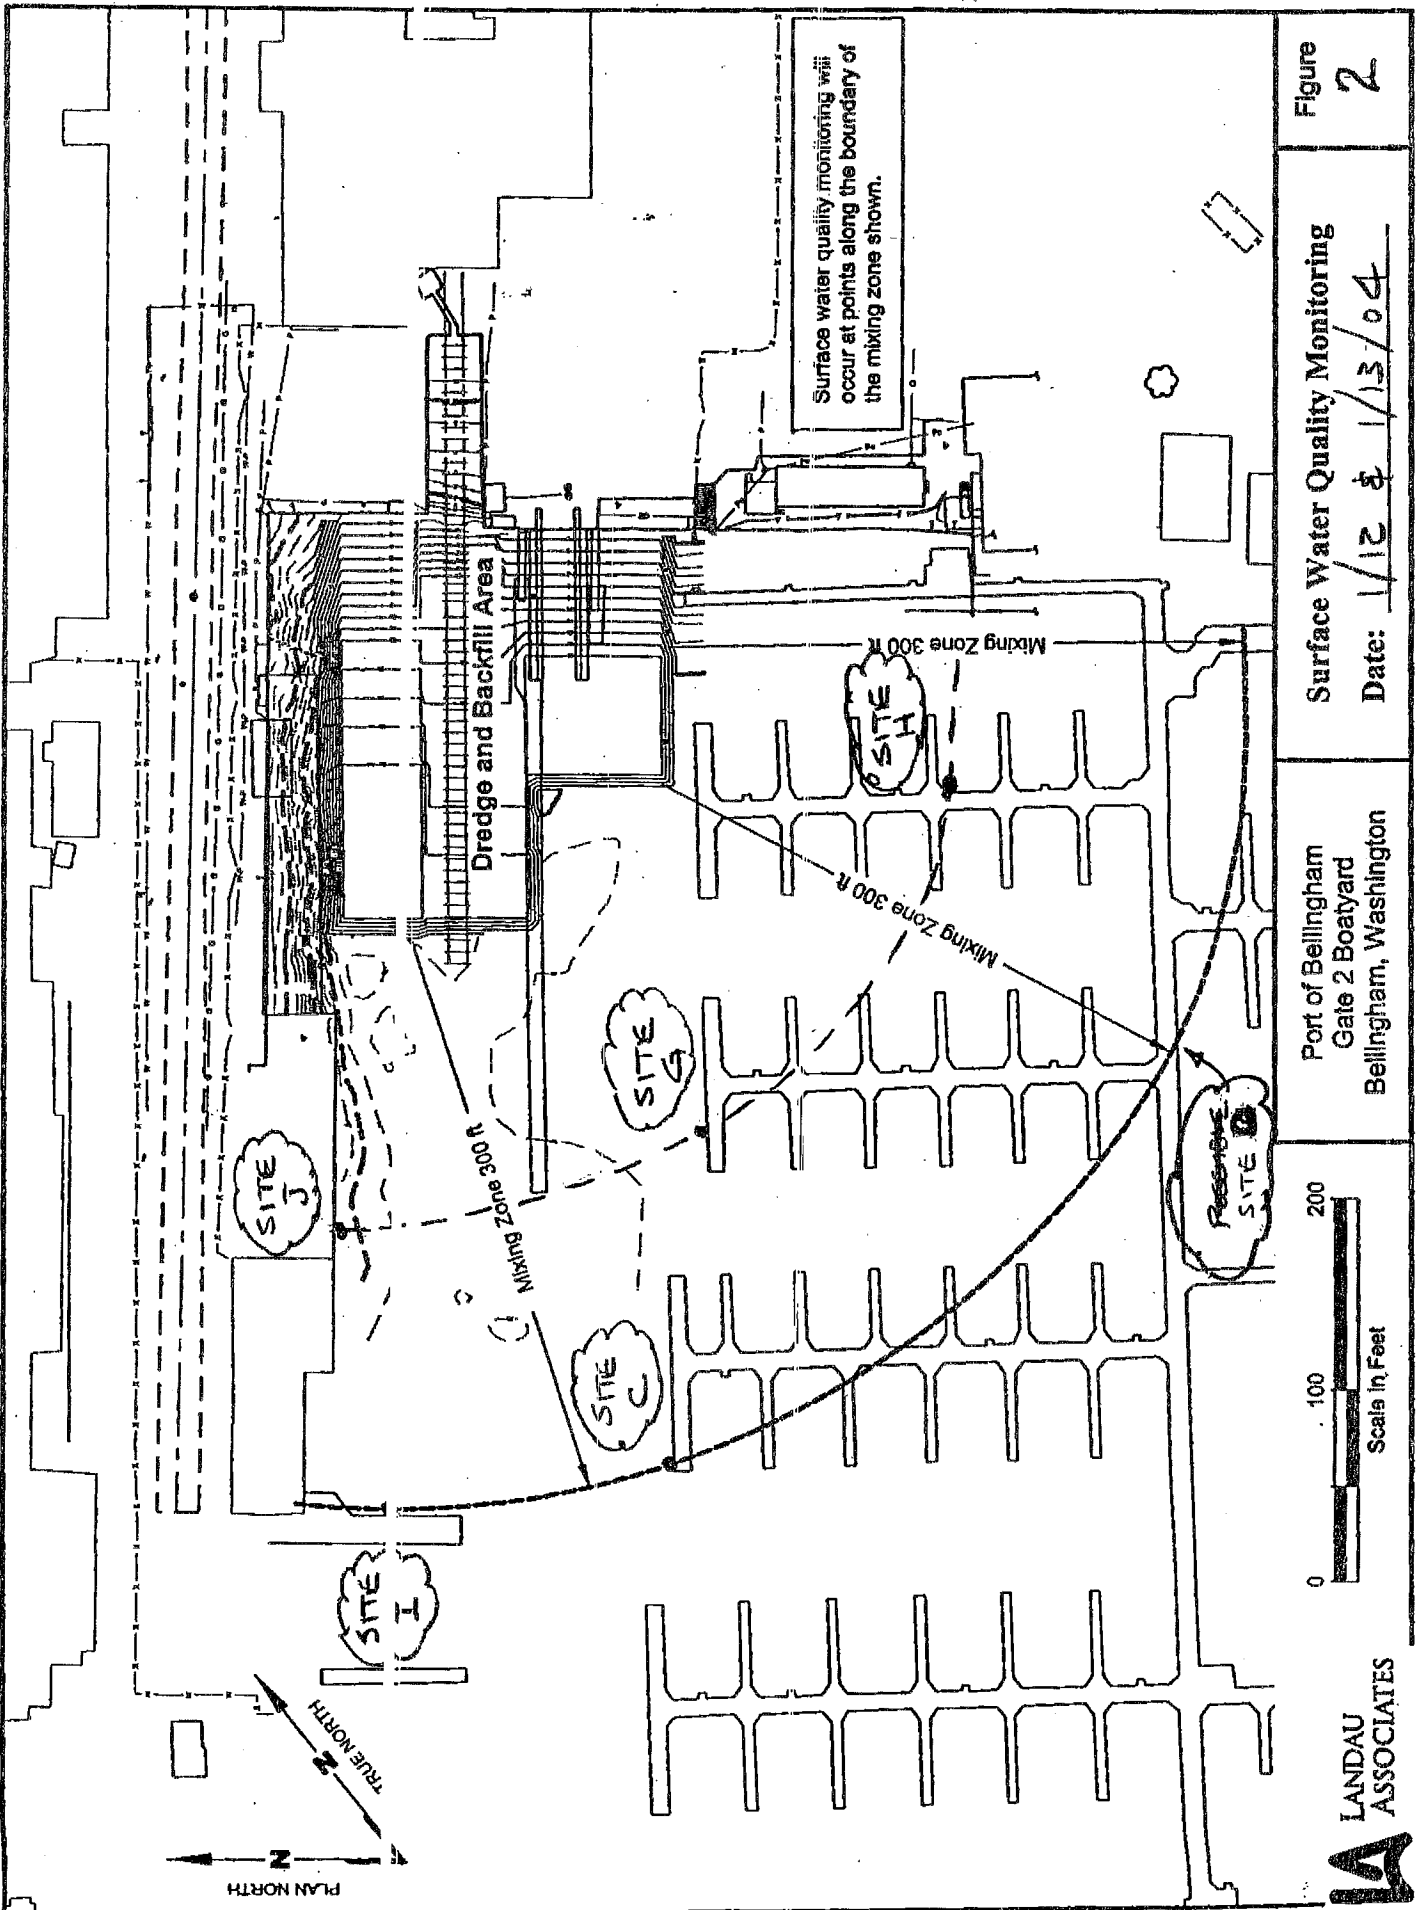 Surface water quality monitoring will
occur at points along the boundary of
the mixing zone shown.
Dredge and Backfill Area
Mixing Zone 300 ft
Mixing Zone 300 ft
Mixing Zone 300 ft
SITE
J
SITE
G
SITE
H
SITE
C
SITE
I
SITE
PLAN NORTH
N
TRUE NORTH
N
LANDAU
ASSOCIATES
0
100
200
Scale in Feet
Port of Bellingham
Gate 2 Boatyard
Bellingham, Washington
Surface Water Quality Monitoring
Date: 1/12 & 1/13/04
Figure
2